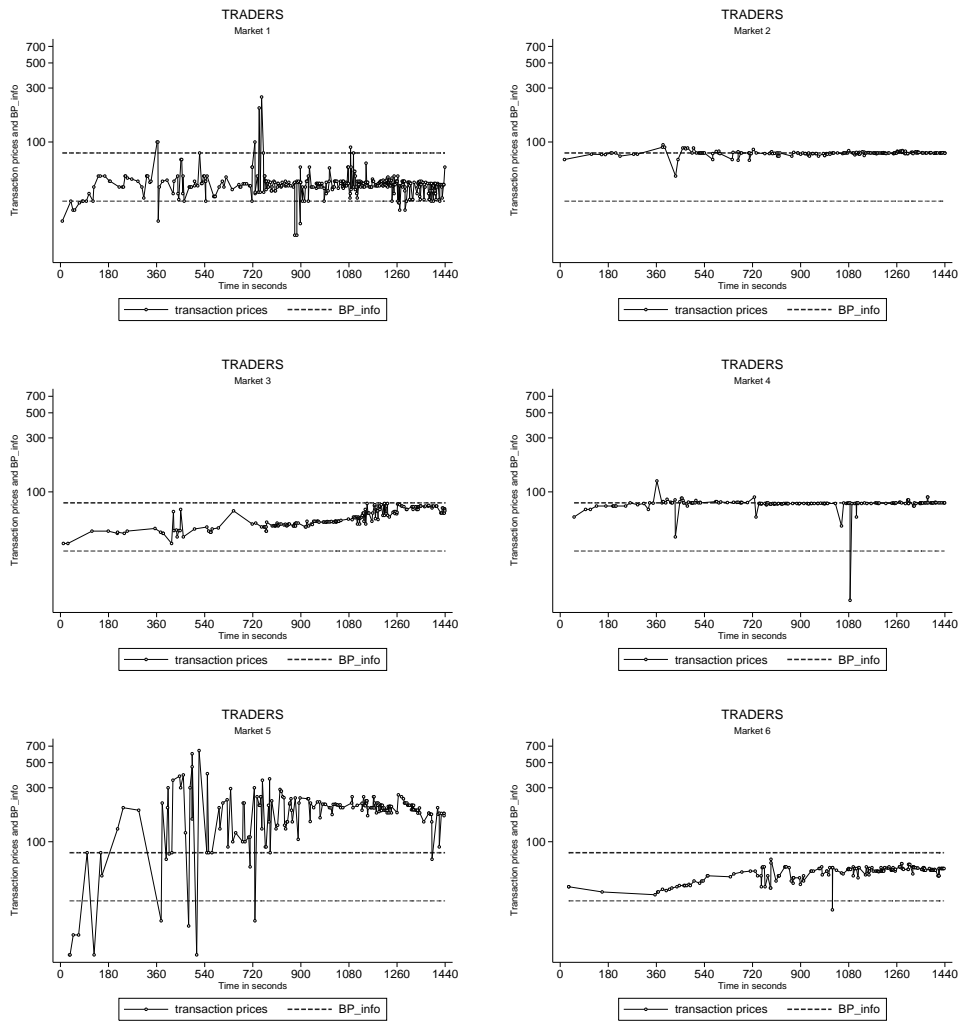 TRADERS
Market 1
Transaction prices and BP_info
700
500
300
100
0 180 360 540 720 900 1080 1260 1440
Time in seconds
transaction prices BP_info
TRADERS
Market 2
Transaction prices and BP_info
700
500
300
100
0 180 360 540 720 900 1080 1260 1440
Time in seconds
transaction prices BP_info
TRADERS
Market 3
Transaction prices and BP_info
700
500
300
100
0 180 360 540 720 900 1080 1260 1440
Time in seconds
transaction prices BP_info
TRADERS
Market 4
Transaction prices and BP_info
700
500
300
100
0 180 360 540 720 900 1080 1260 1440
Time in seconds
transaction prices BP_info
TRADERS
Market 5
Transaction prices and BP_info
700
500
300
100
0 180 360 540 720 900 1080 1260 1440
Time in seconds
transaction prices BP_info
TRADERS
Market 6
Transaction prices and BP_info
700
500
300
100
0 180 360 540 720 900 1080 1260 1440
Time in seconds
transaction prices BP_info